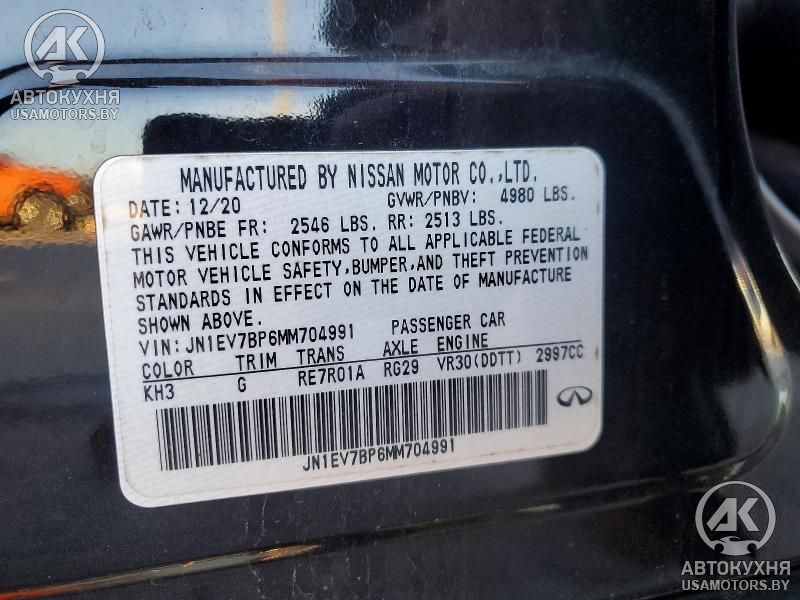 АВТОКУХНЯ
USAMOTORS.BY
MANUFACTURED BY NISSAN MOTOR CO.,LTD.
DATE: 12/20 GVWR/PNBV: 4980 LBS.
GAWR/PNBE FR: 2546 LBS. RR: 2513 LBS.
THIS VEHICLE CONFORMS TO ALL APPLICABLE FEDERAL
MOTOR VEHICLE SAFETY,BUMPER,AND THEFT PREVENTION
STANDARDS IN EFFECT ON THE DATE OF MANUFACTURE
SHOWN ABOVE.
VIN: JN1EV7BP6MM704991 PASSENGER CAR
COLOR TRIM TRANS AXLE ENGINE
KH3 G RE7R01A RG29 VR30(DDTT) 2997CC
JN1EV7BP6MM704991
АК
АВТОКУХНЯ
USAMOTORS.BY